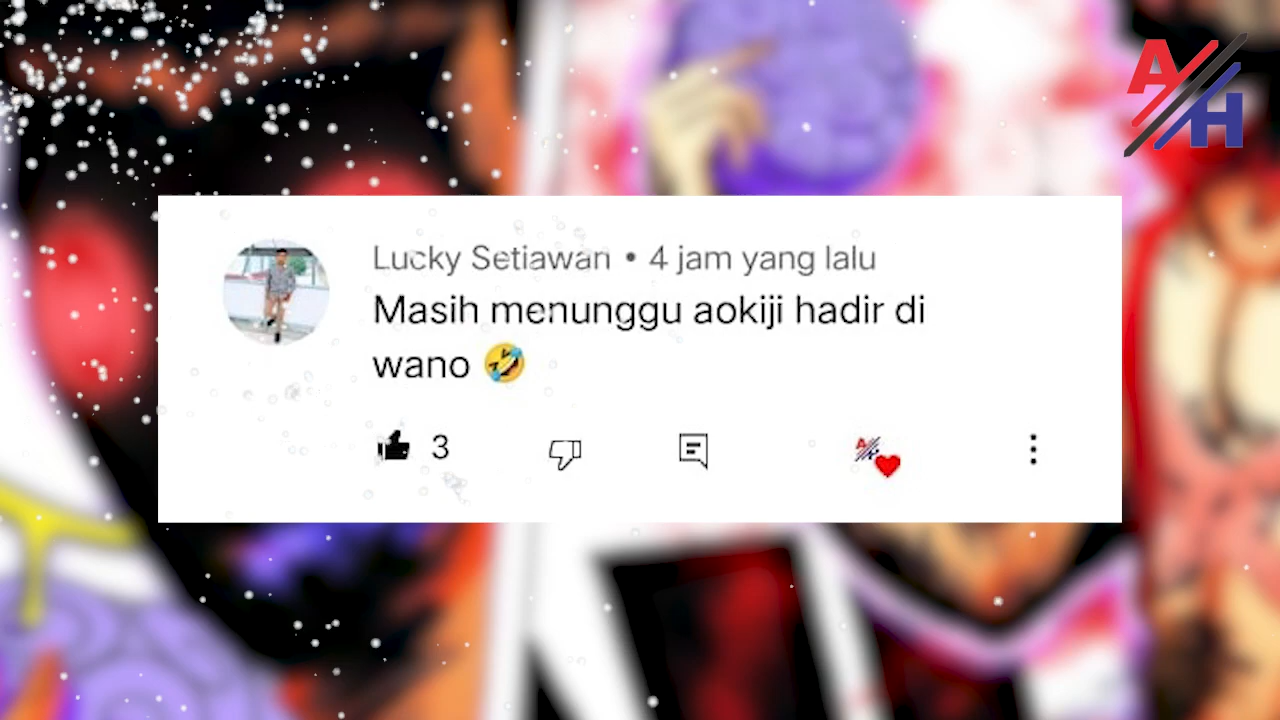 A/H
Lucky Setiawan • 4 jam yang lalu
Masih menunggu aokiji hadir di
wano 🤣
3